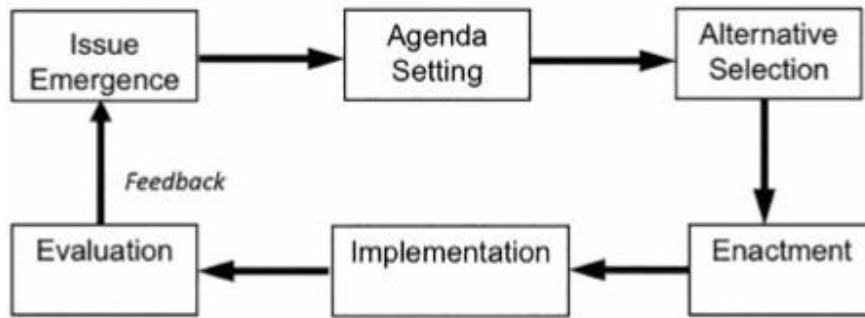 Issue
Emergence
Agenda
Setting
Alternative
Selection
Feedback
Evaluation
Implementation
Enactment